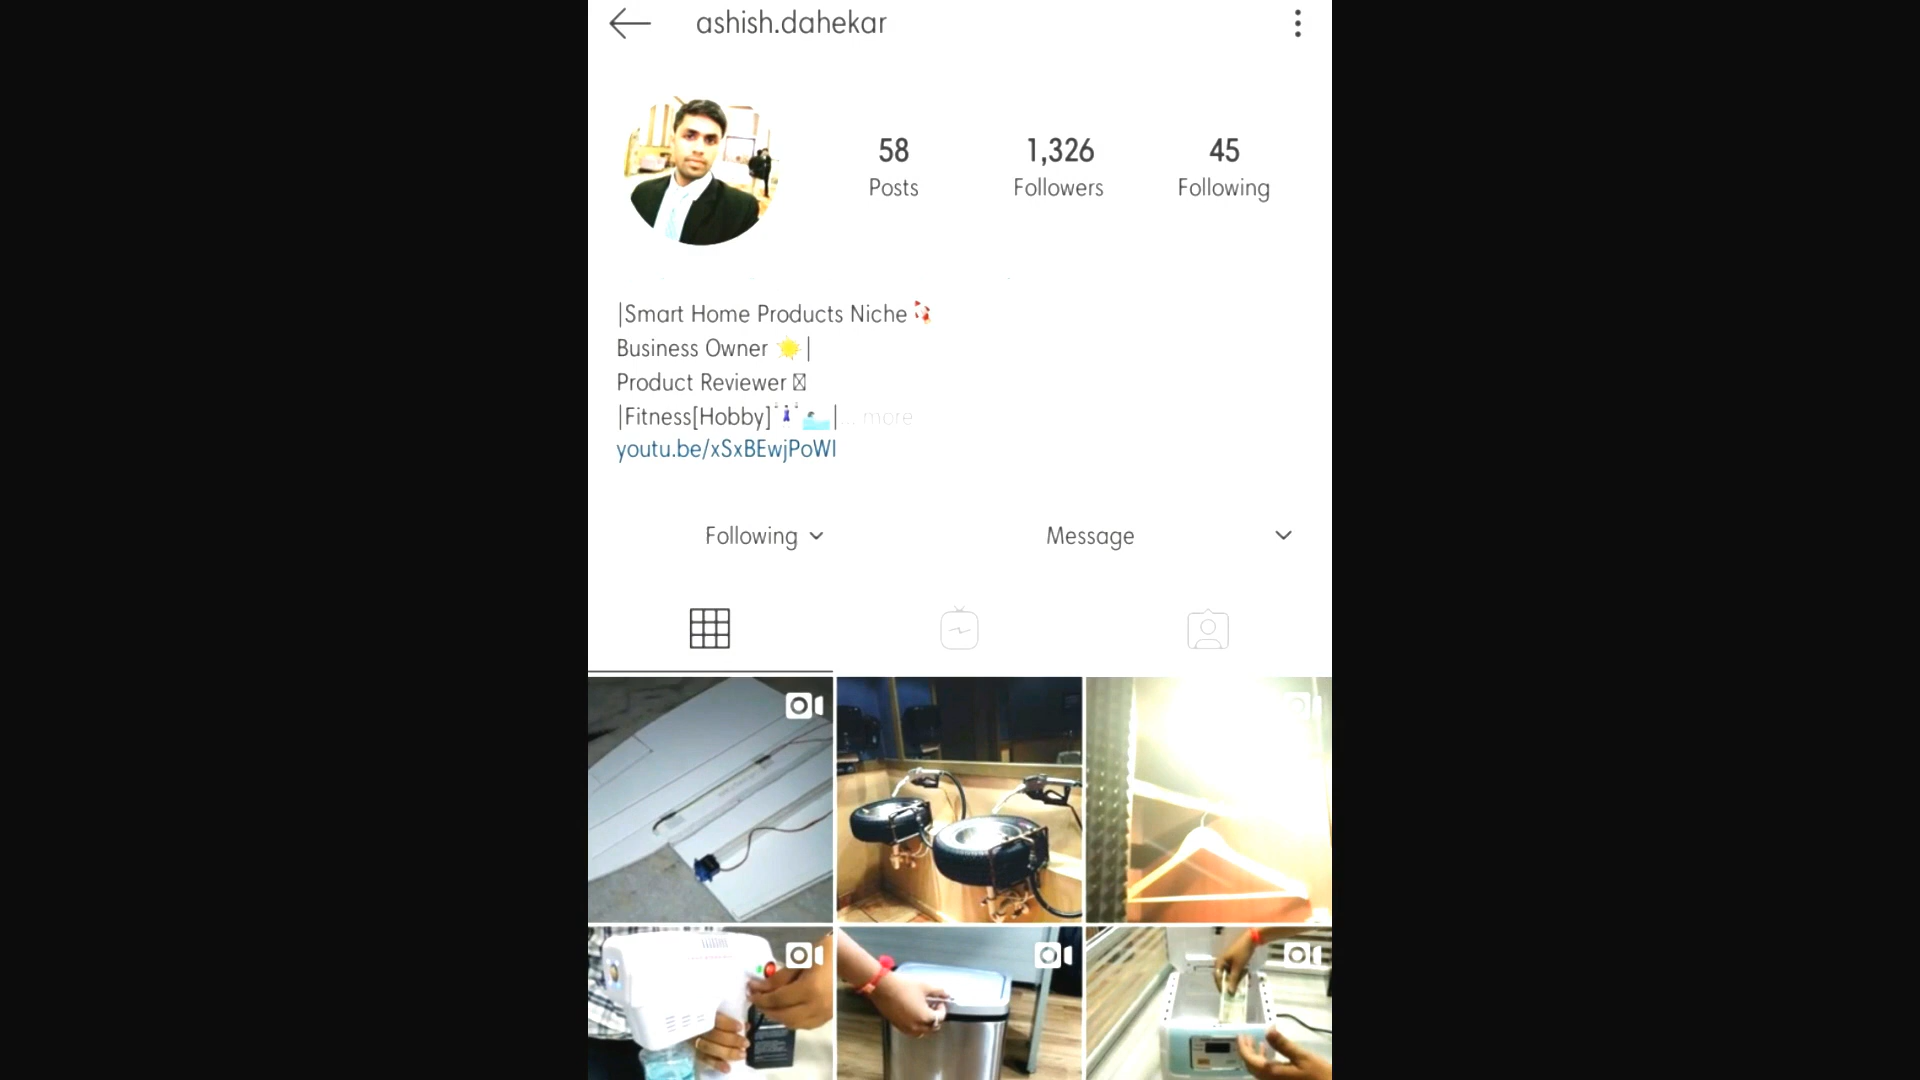 ashish.dahekar
58
1,326
45
Posts
Followers
Following
|Smart Home Products Niche
Business Owner ☀|
Product Reviewer
|Fitness[Hobby]🏋🏊|... more
youtu.be/xSxBEwjPoWI
Following
Message